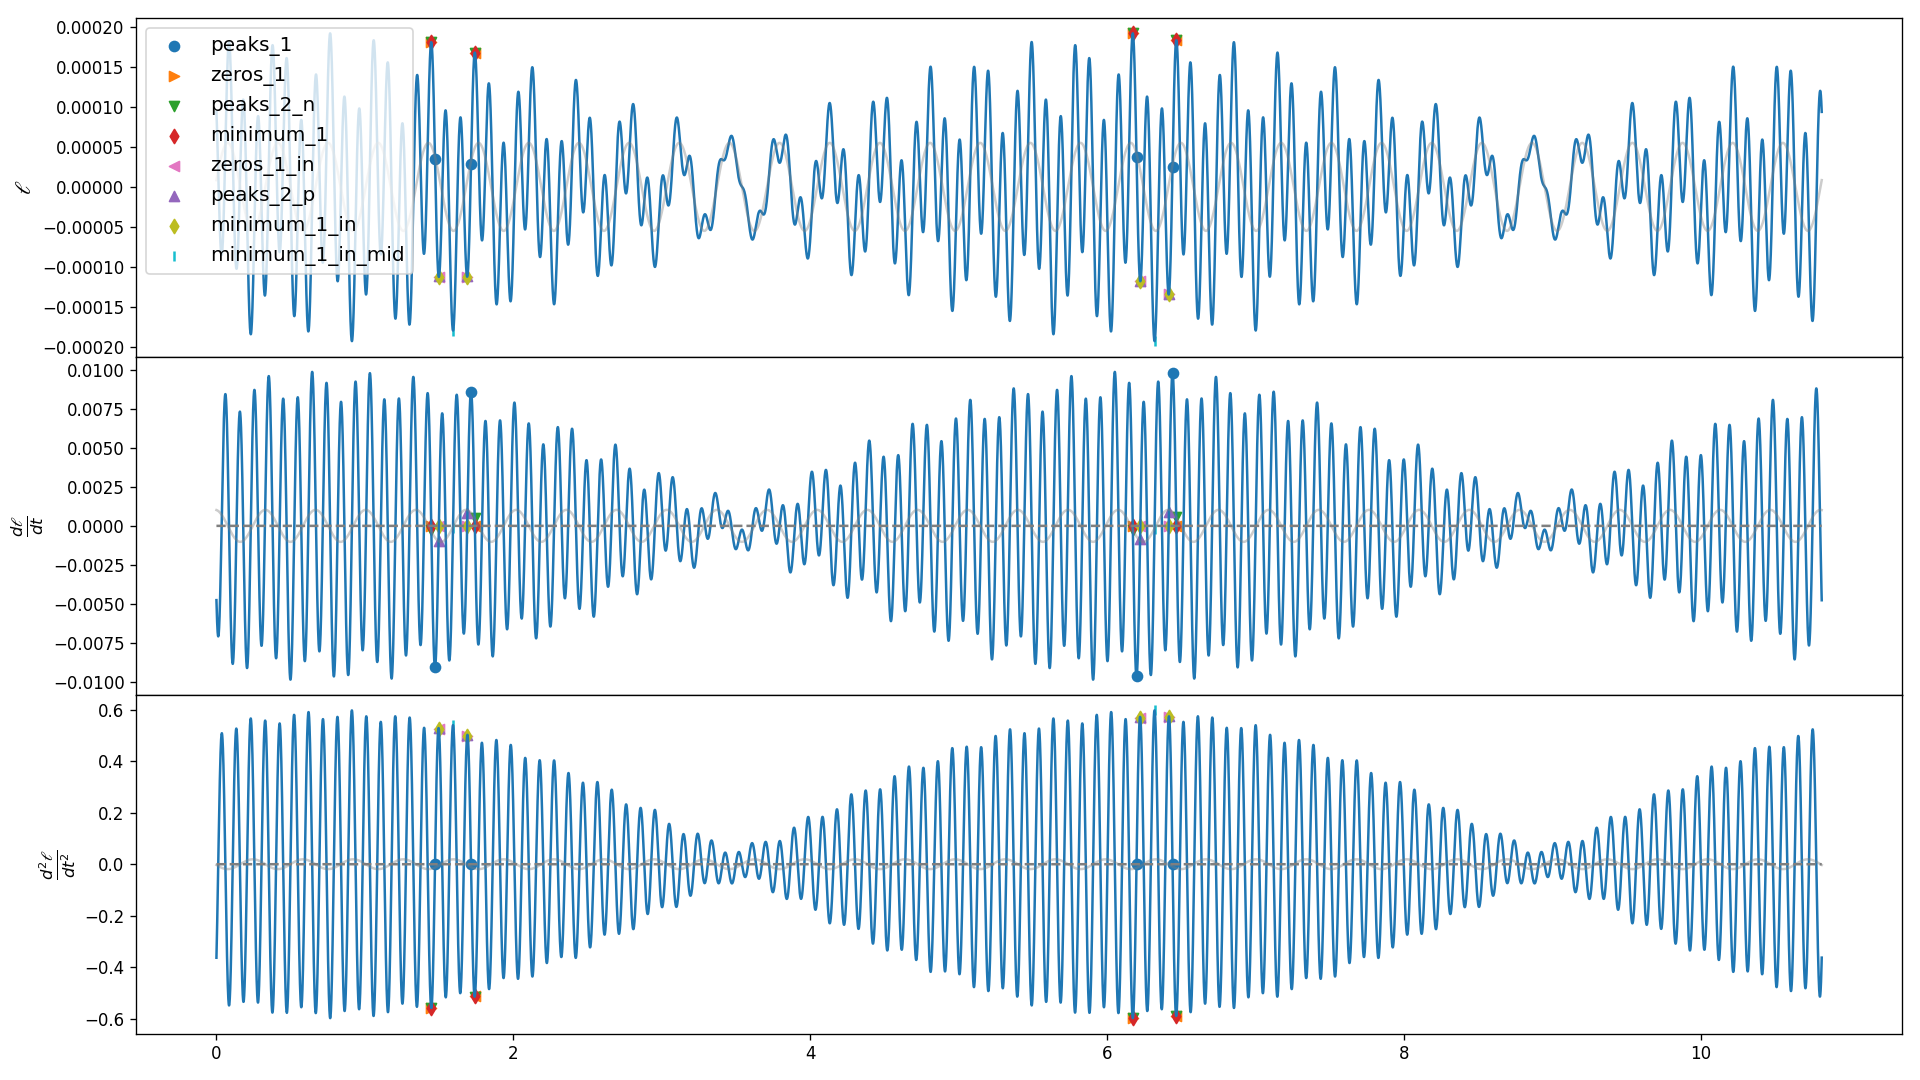 0.00020
0.00015
0.00010
0.00005
0.00000
−0.00005
−0.00010
−0.00015
−0.00020
ℓ
peaks_1
zeros_1
peaks_2_n
minimum_1
zeros_1_in
peaks_2_p
minimum_1_in
minimum_1_in_mid
0.0100
0.0075
0.0050
0.0025
0.0000
−0.0025
−0.0050
−0.0075
−0.0100
dℓ
dt
0.6
0.4
0.2
0.0
−0.2
−0.4
−0.6
d²ℓ
dt²
0 2 4 6 8 10